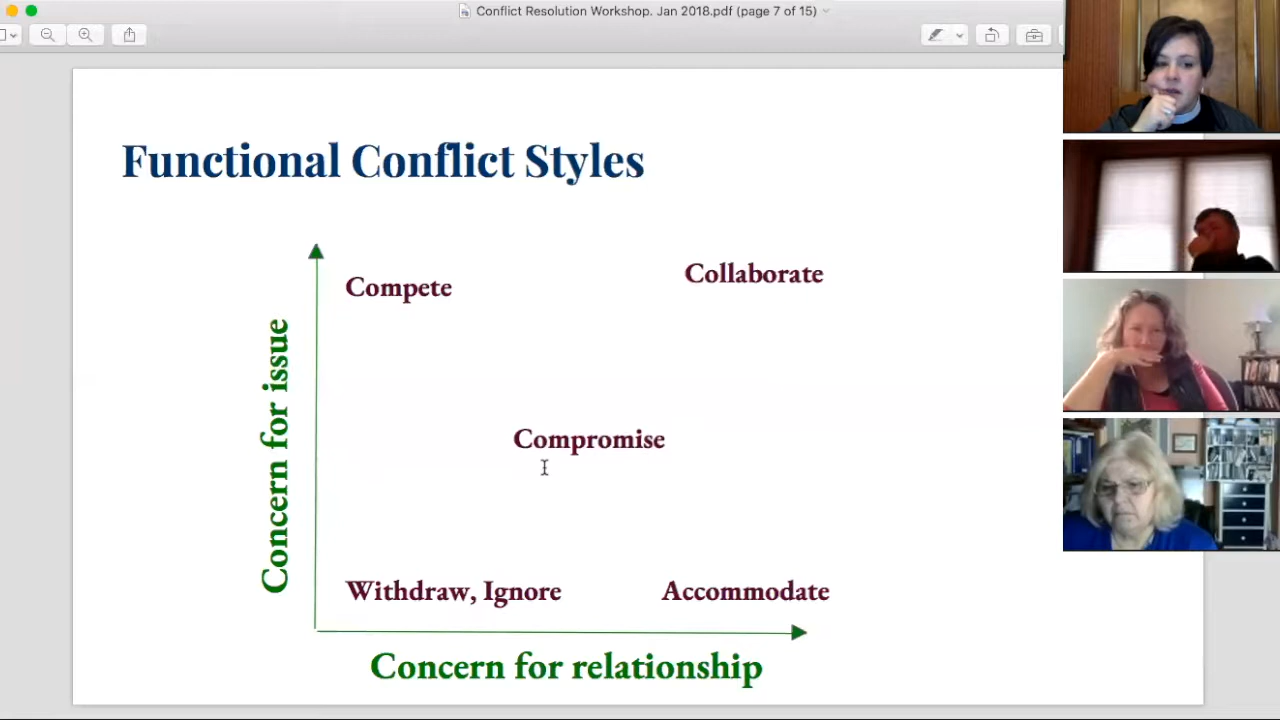 Conflict Resolution Workshop. Jan 2018.pdf (page 7 of 15)
Functional Conflict Styles
Compete
Collaborate
Concern for issue
Compromise
Withdraw, Ignore
Accommodate
Concern for relationship